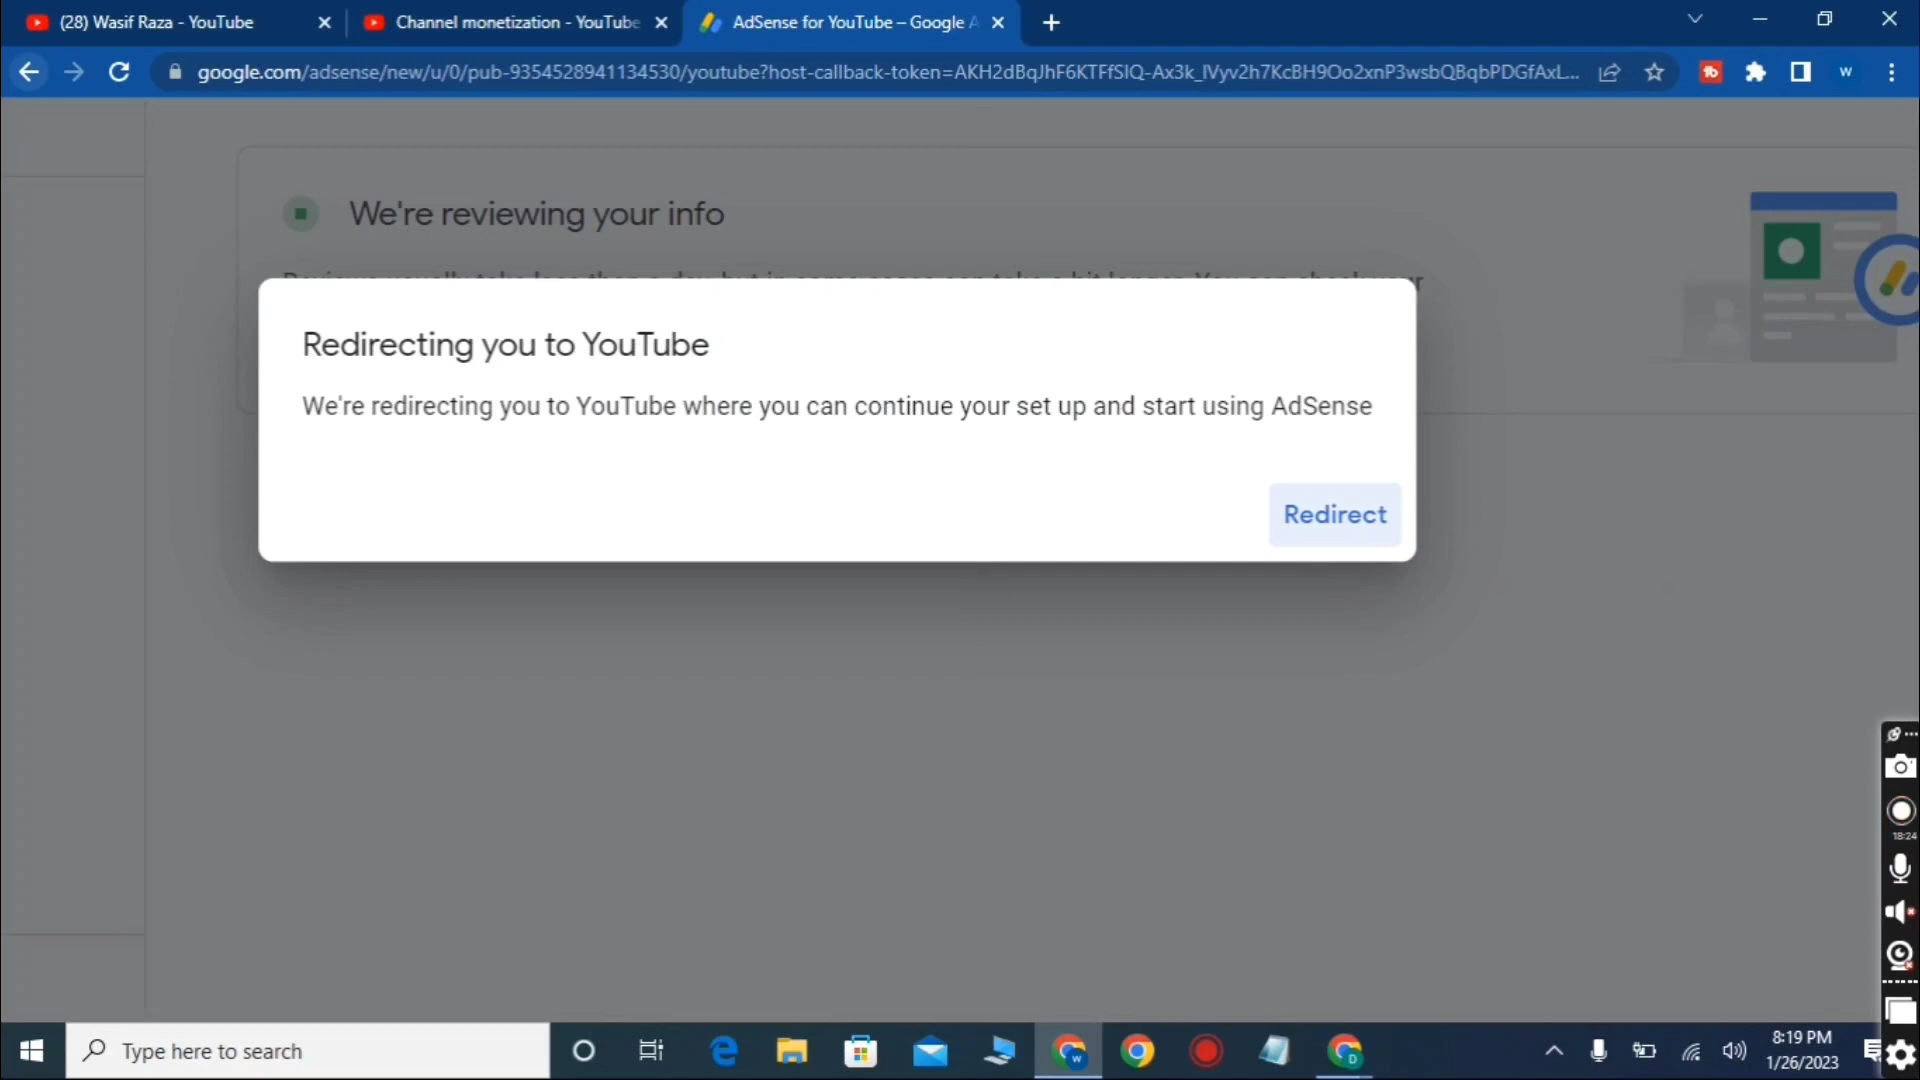 (28) Wasif Raza - YouTube
Channel monetization - YouTube
AdSense for YouTube – Google A
google.com/adsense/new/u/0/pub-9354528941134530/youtube?host-callback-token=AKH2dBqJhF6KTFfSIQ-Ax3k_lVyv2h7KcBH9Oo2xnP3wsbQBqbPDGfAxL...
W
We're reviewing your info
Redirecting you to YouTube
We're redirecting you to YouTube where you can continue your set up and start using AdSense
Redirect
18:24
Type here to search
W
D
8:19 PM
1/26/2023